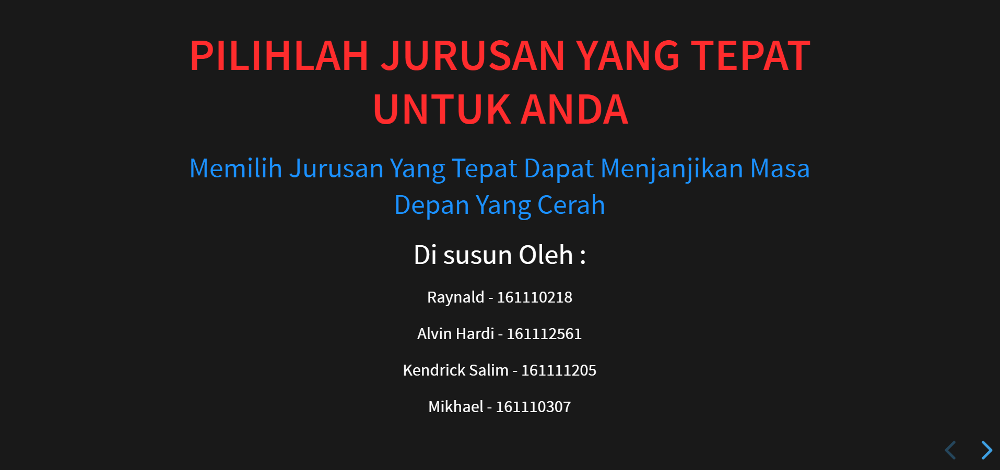 PILIHLAH JURUSAN YANG TEPAT
UNTUK ANDA
Memilih Jurusan Yang Tepat Dapat Menjanjikan Masa
Depan Yang Cerah
Di susun Oleh :
Raynald - 161110218
Alvin Hardi - 161112561
Kendrick Salim - 161111205
Mikhael - 161110307